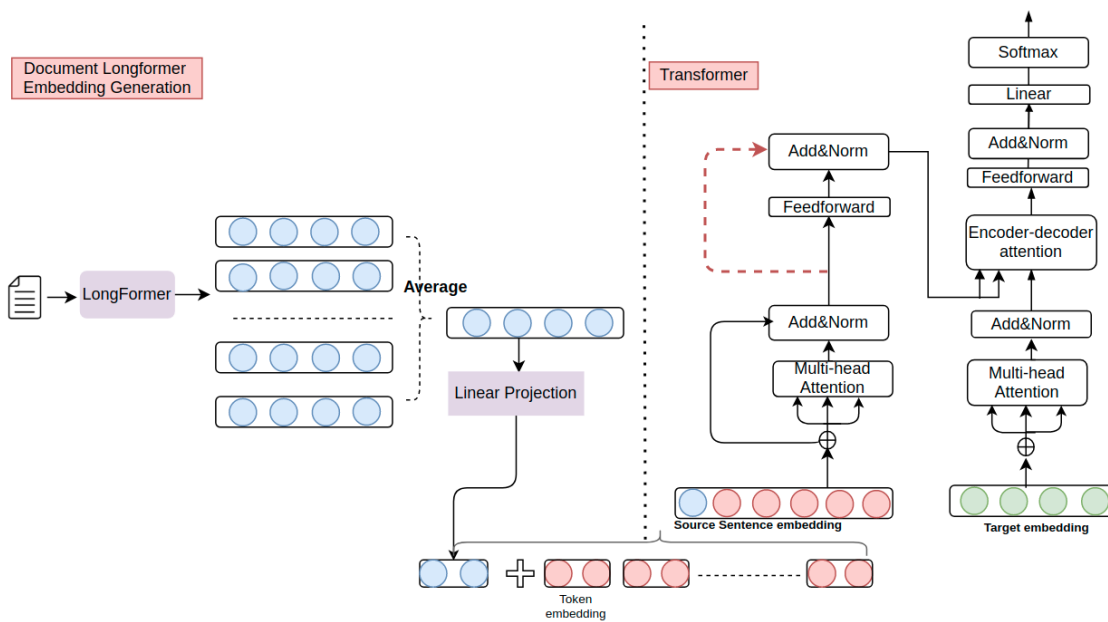 Document Longformer
Embedding Generation
Transformer
LongFormer
Average
Linear Projection
Token
embedding
Add&Norm
Feedforward
Add&Norm
Multi-head
Attention
Source Sentence embedding
Softmax
Linear
Add&Norm
Feedforward
Encoder-decoder
attention
Add&Norm
Multi-head
Attention
Target embedding